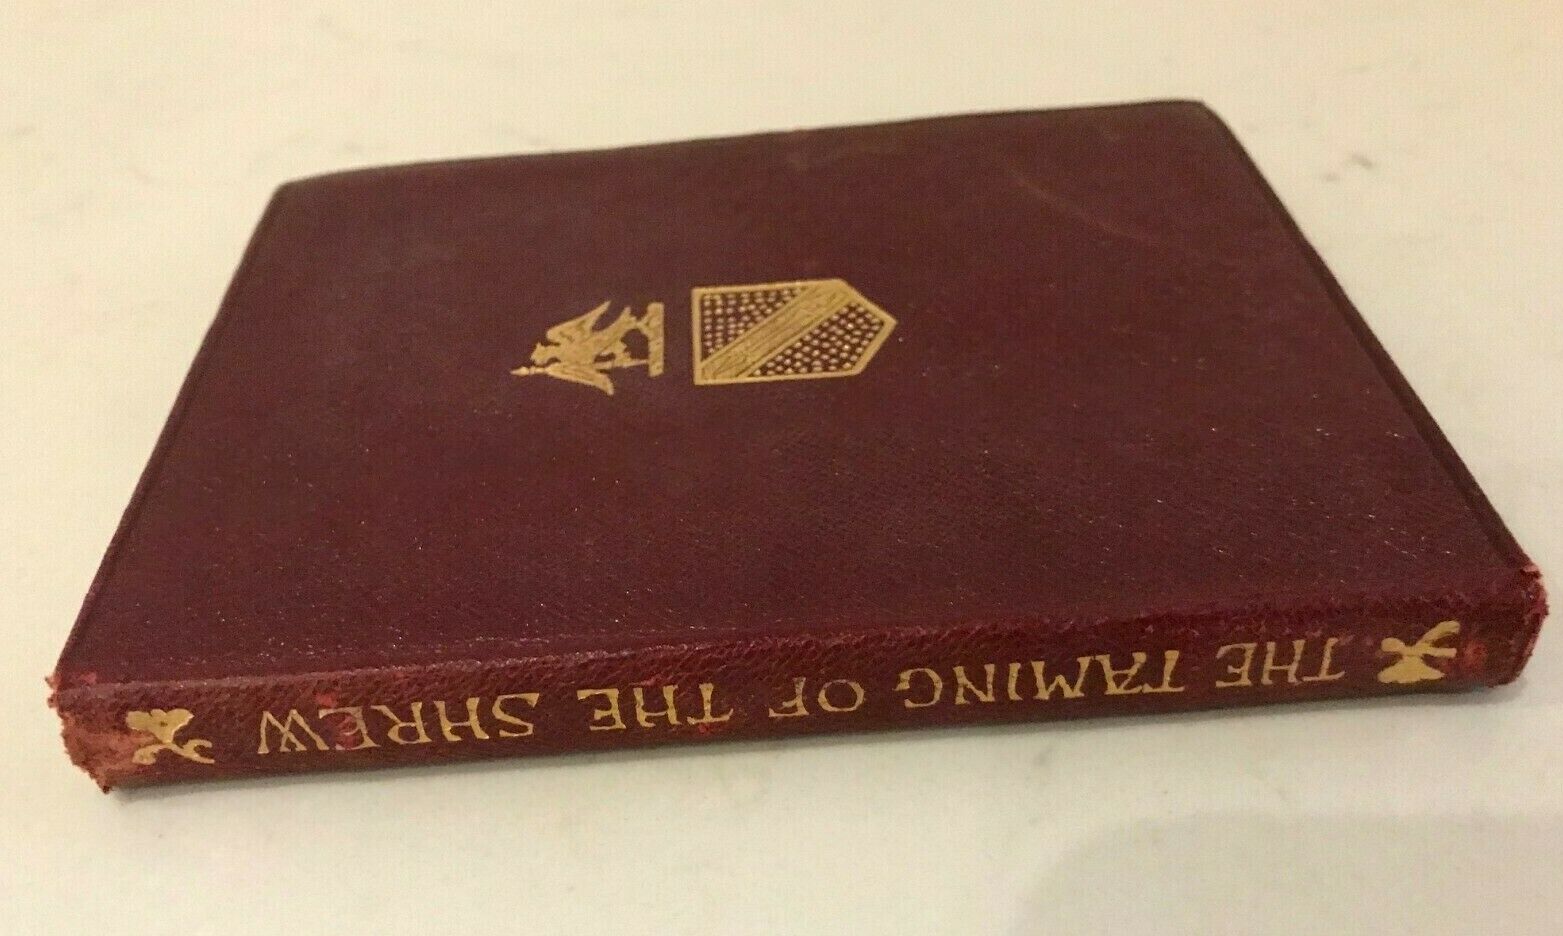 THE TAMING OF THE SHREW